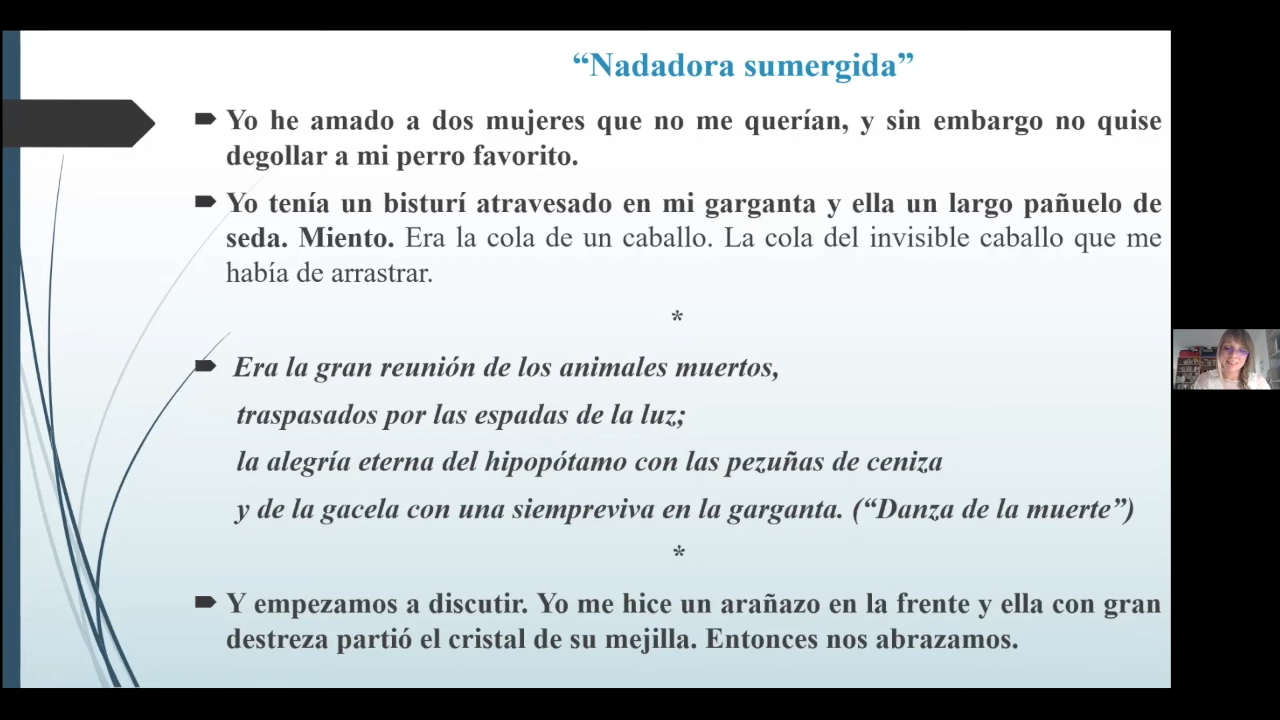 “Nadadora sumergida”
Yo he amado a dos mujeres que no me querían, y sin embargo no quise
degollar a mi perro favorito.
Yo tenía un bisturí atravesado en mi garganta y ella un largo pañuelo de
seda. Miento. Era la cola de un caballo. La cola del invisible caballo que me
había de arrastrar.
*
Era la gran reunión de los animales muertos,
traspasados por las espadas de la luz;
la alegría eterna del hipopótamo con las pezuñas de ceniza
y de la gacela con una siempreviva en la garganta. (“Danza de la muerte”)
*
Y empezamos a discutir. Yo me hice un arañazo en la frente y ella con gran
destreza partió el cristal de su mejilla. Entonces nos abrazamos.